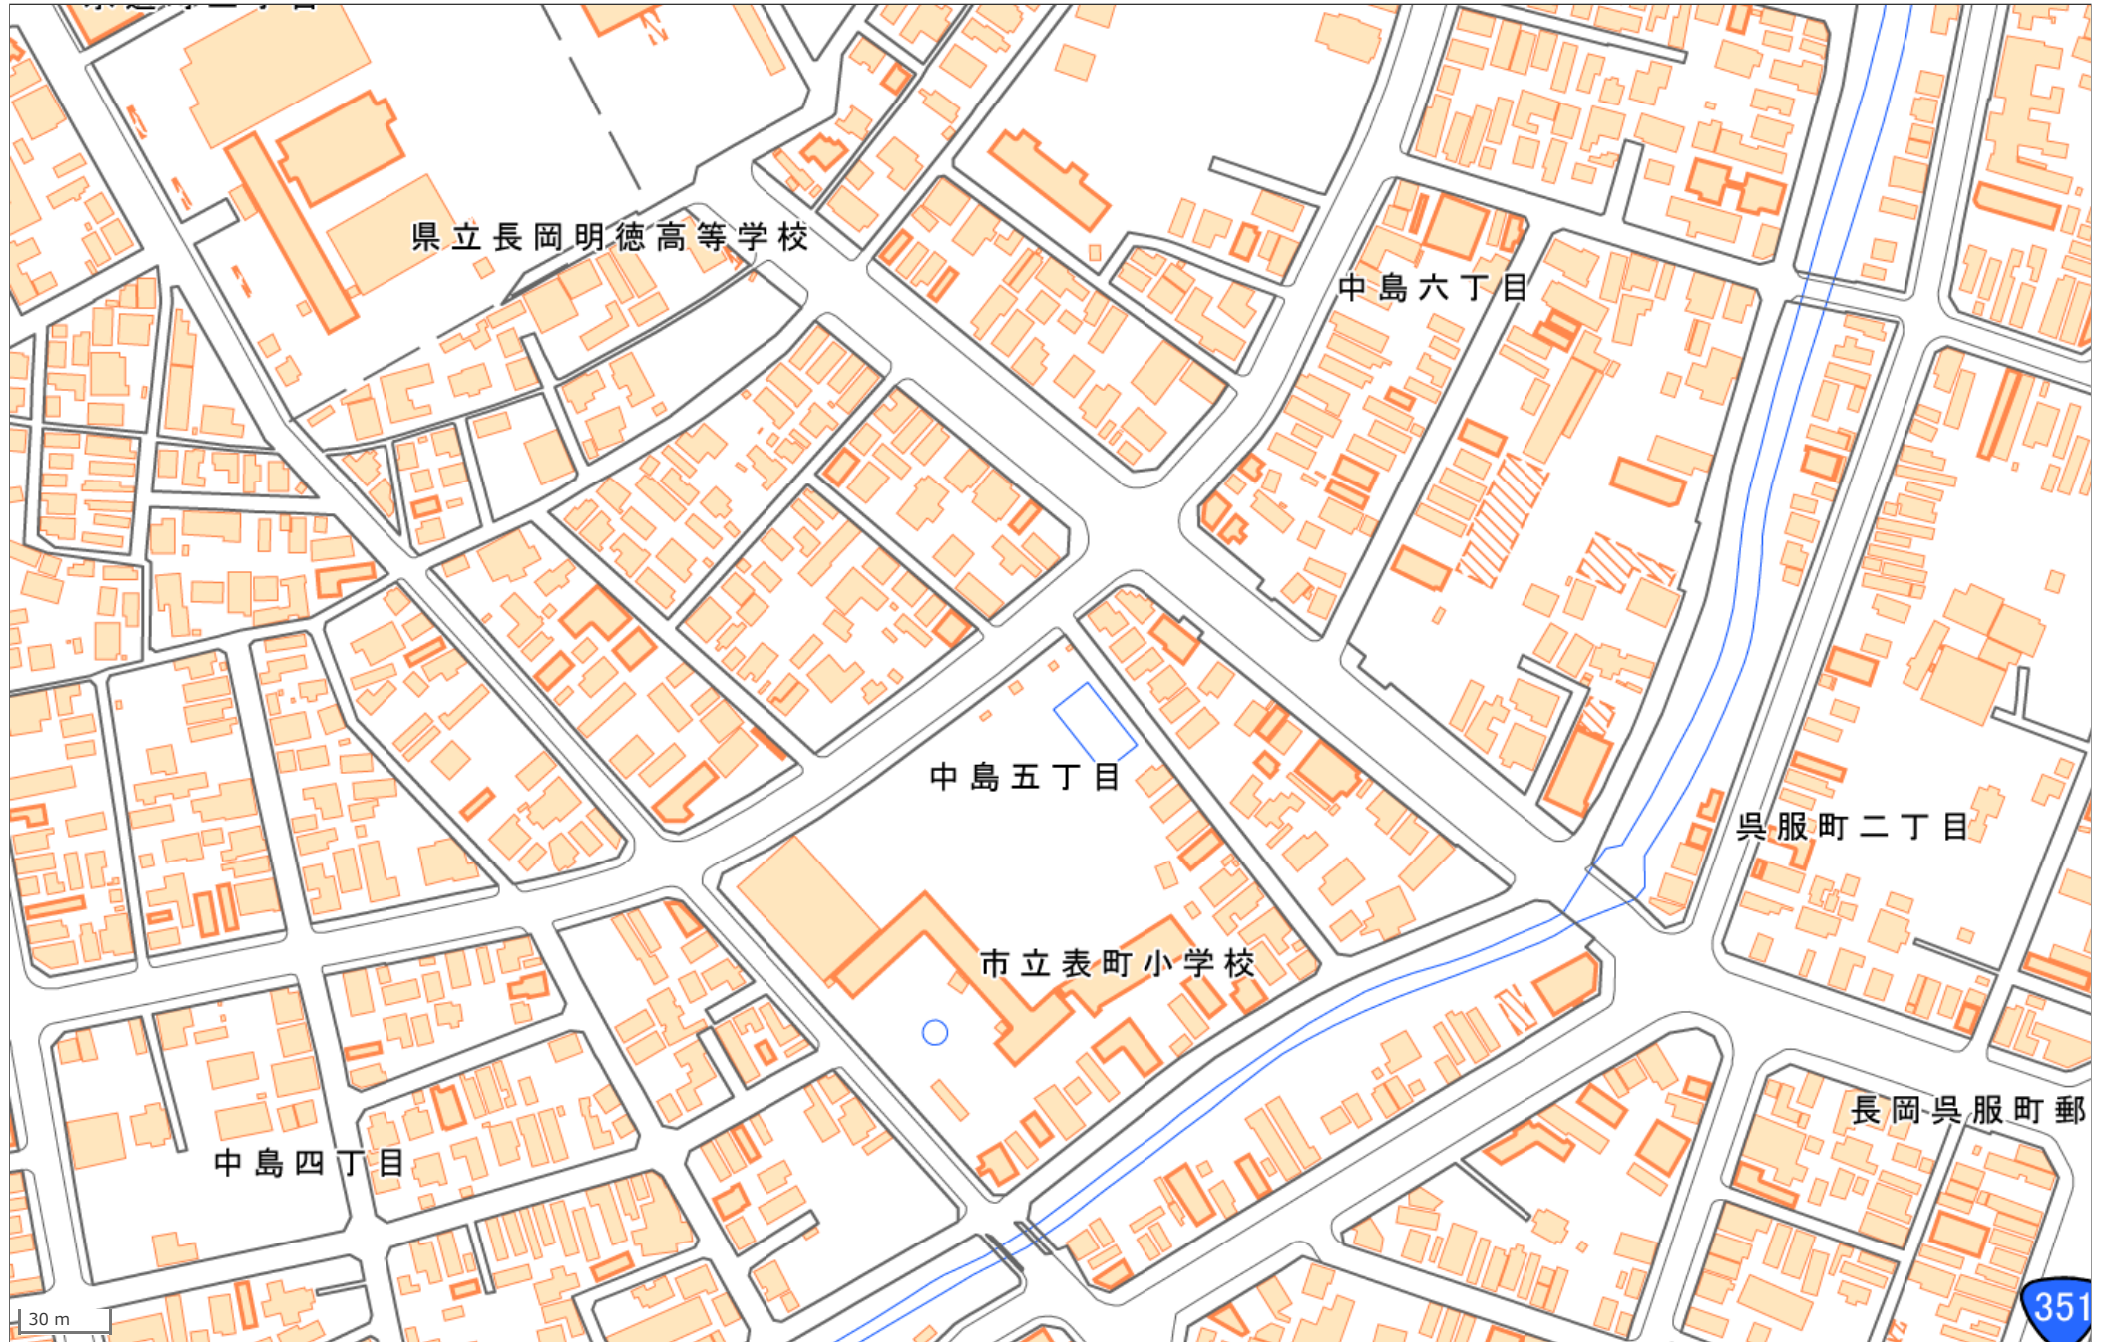 県立長岡明徳高等学校
中島六丁目
中島五丁目
呉服町二丁目
市立表町小学校
長岡呉服町郵
中島四丁目
351
30 m